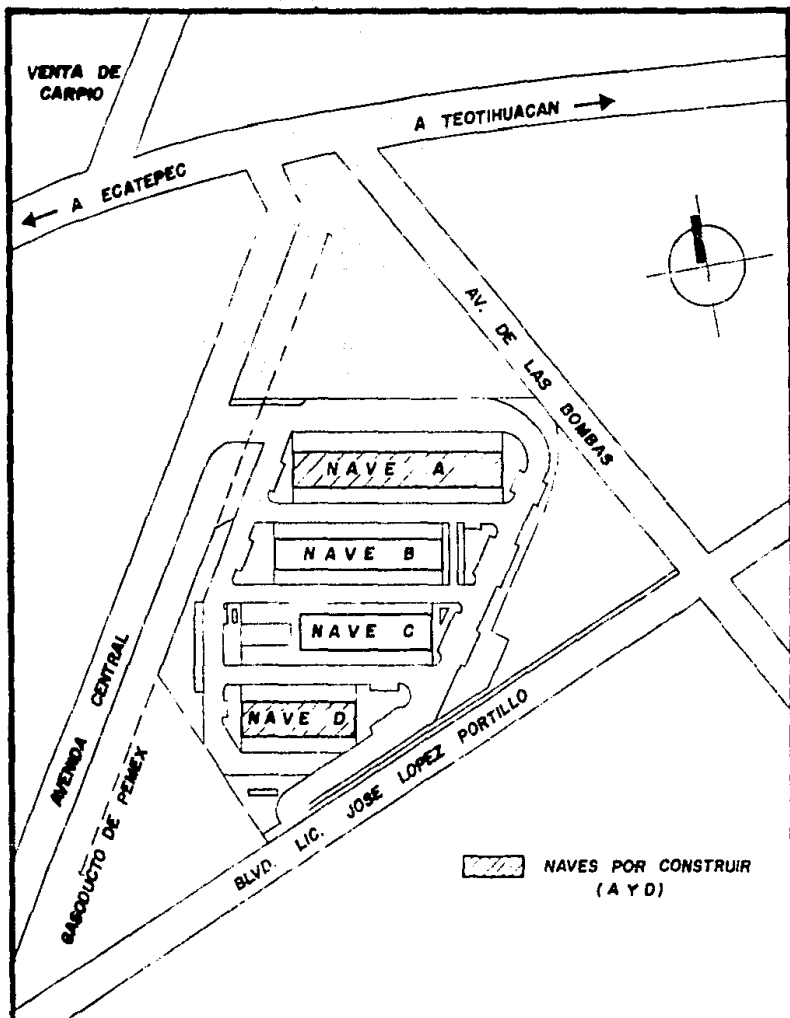 VENTA DE
CARPIO
A TEOTIHUACAN
A ECATEPEC
AV. DE LAS BOMBAS
NAVE A
NAVE B
NAVE C
NAVE D
AVENIDA CENTRAL
GASODUCTO DE PEMEX
BLVD. LIC. JOSE LOPEZ PORTILLO
NAVES POR CONSTRUIR
(A Y D)